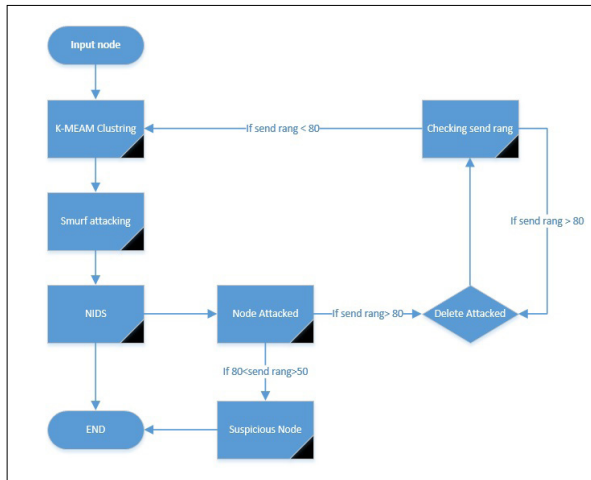 Input node
K-MEAM Clustring
If send rang < 80
Checking send rang
Smurf attacking
If send rang > 80
NIDS
Node Attacked
If send rang> 80
Delete Attacked
If 80<send rang>50
END
Suspicious Node